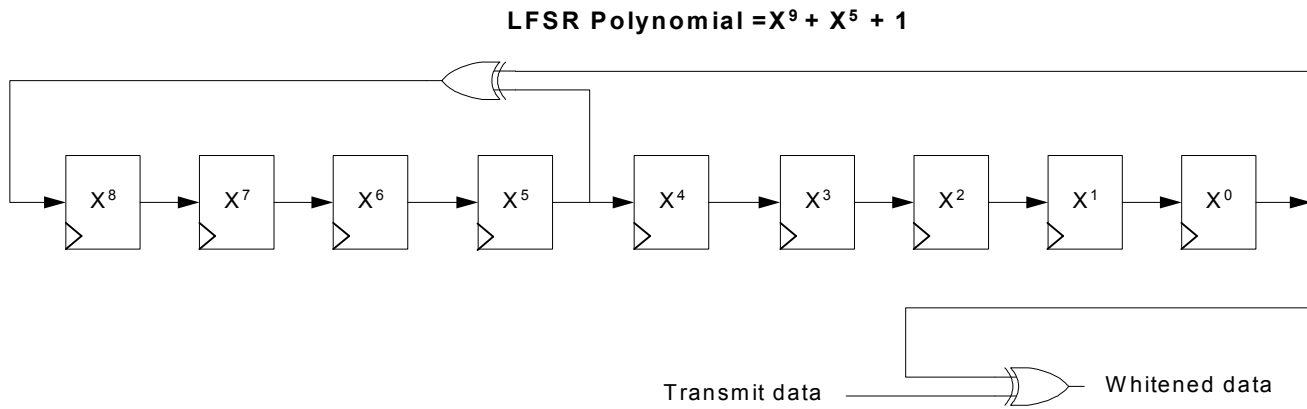 LFSR Polynomial =X⁹ + X⁵ + 1
X⁸ X⁷ X⁶ X⁵ X⁴ X³ X² X¹ X⁰
Transmit data
Whitened data